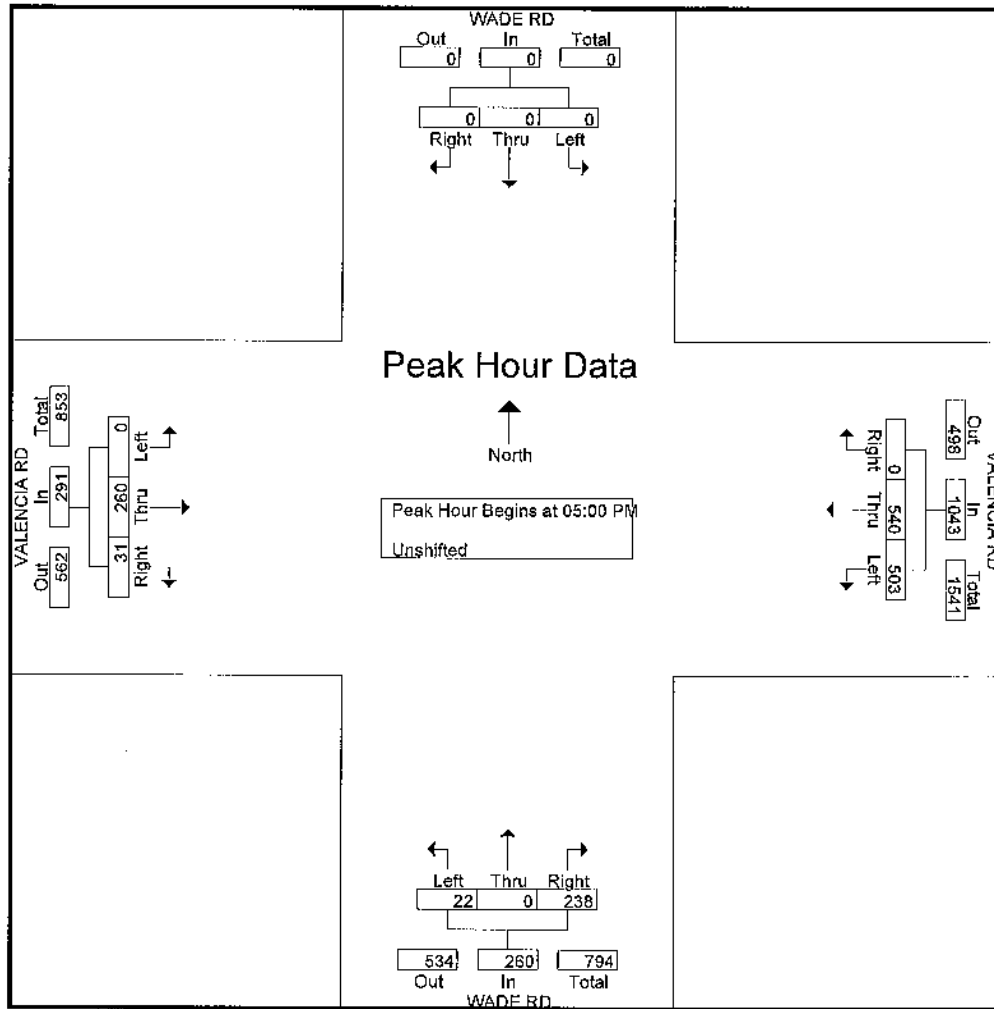 WADE RD
Out In Total
0 0 0
0 0 0
Right Thru Left
Peak Hour Data
North
Peak Hour Begins at 05:00 PM
Unshifted
VALENCIA RD
Out In Total
562 291 853
31 260 0
Right Thru Left
VALENCIA RD
Out In Total
498 1043 1541
0 540 503
Right Thru Left
Left Thru Right
22 0 238
534 260 794
Out In Total
WADE RD